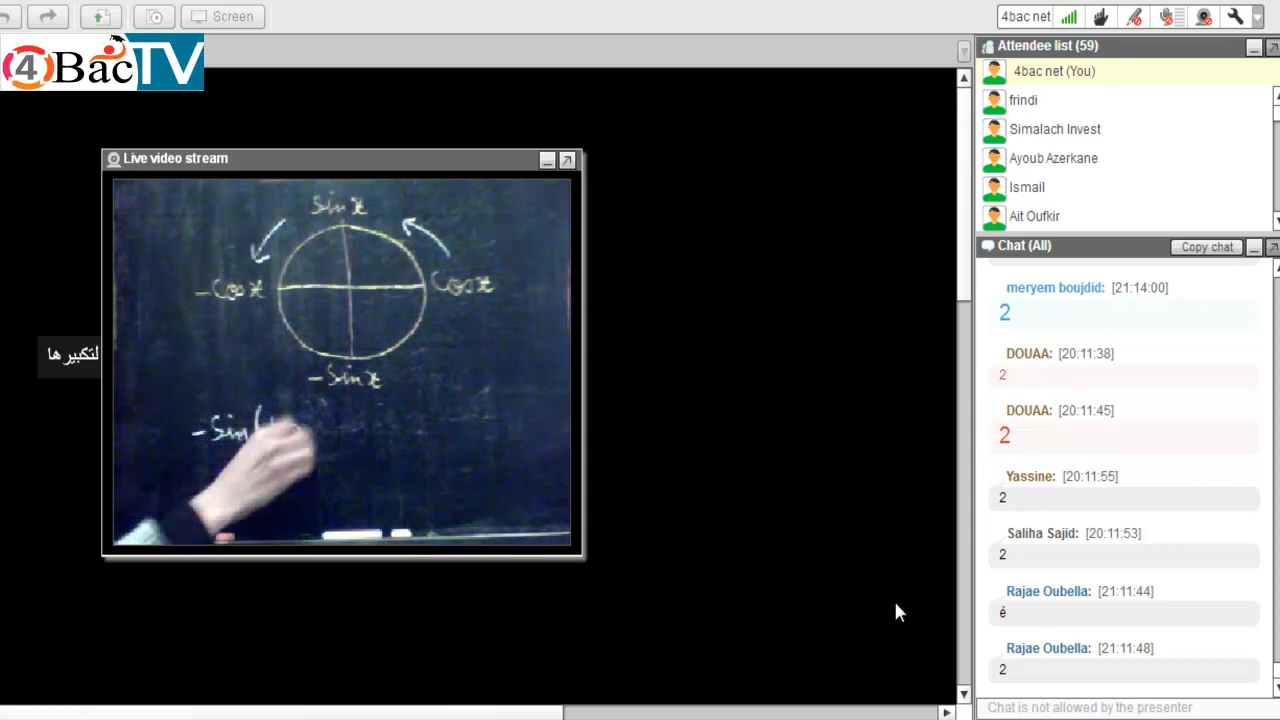 Screen
4bac net
4BacTV
Attendee list (59)
4bac net (You)
frindi
Simalach Invest
Ayoub Azerkane
Ismail
Ait Oufkir
Live video stream
sin x
-cos x
cos x
-sin x
-sin(
لتكبيرها
Chat (All)
Copy chat
meryem boujdid: [21:14:00]
2
DOUAA: [20:11:38]
2
DOUAA: [20:11:45]
2
Yassine: [20:11:55]
2
Saliha Sajid: [20:11:53]
2
Rajae Oubella: [21:11:44]
é
Rajae Oubella: [21:11:48]
2
Chat is not allowed by the presenter